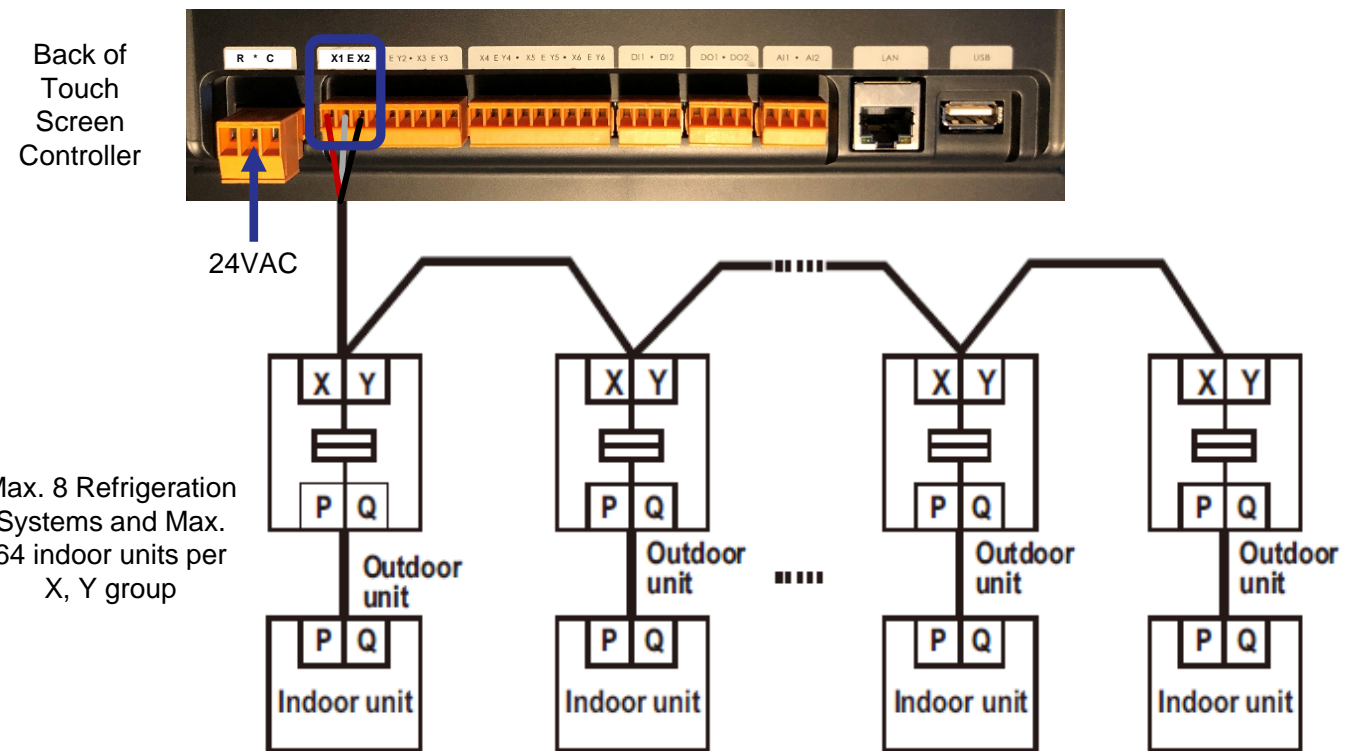 Back of
Touch
Screen
Controller
R * C
X1 E X2
E Y2 • X3 E Y3
X4 E Y4 • X5 E Y5 • X6 E Y6
DI1 • DI2
DO1 • DO2
AI1 • AI2
LAN
USB
24VAC
X Y
X Y
X Y
X Y
Max. 8 Refrigeration
Systems and Max.
64 indoor units per
X, Y group
P Q
P Q
P Q
P Q
Outdoor
unit
Outdoor
unit
Outdoor
unit
Outdoor
unit
P Q
P Q
P Q
P Q
Indoor unit
Indoor unit
Indoor unit
Indoor unit